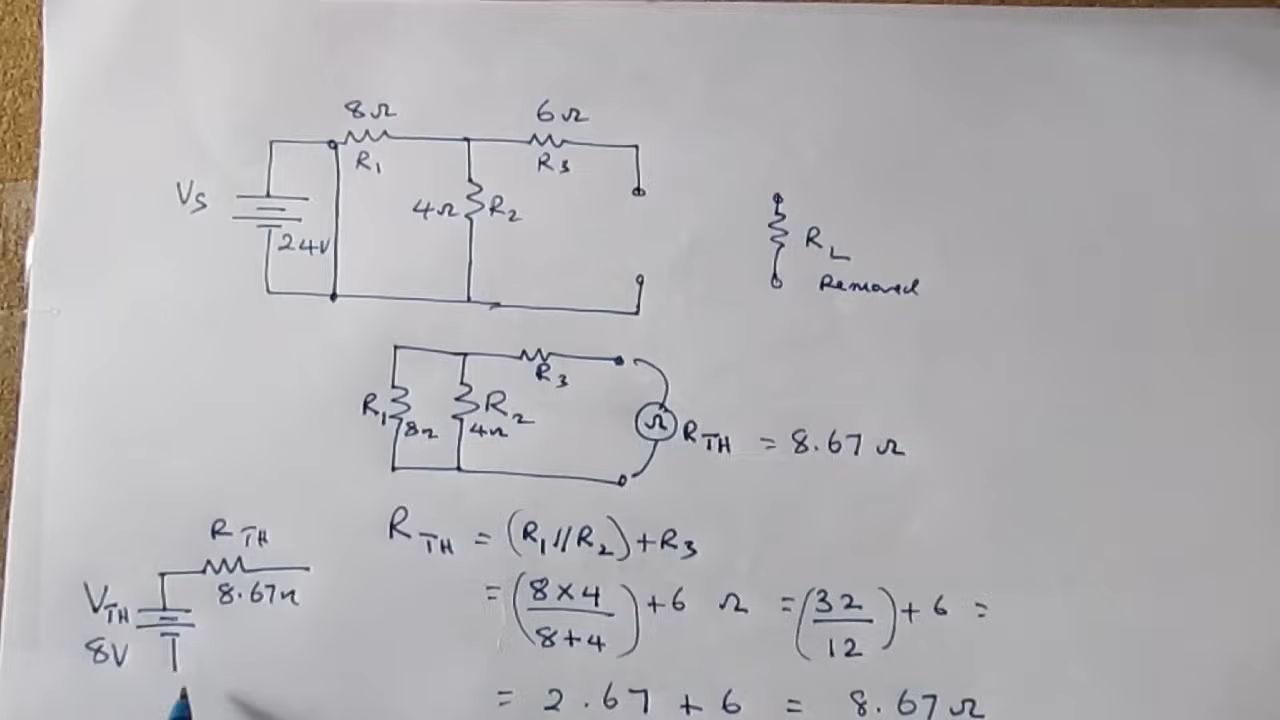 8Ω 6Ω
R1 R3
VS 4Ω R2
24V
RL
Removed
R3
R1 8Ω R2 4Ω Ω RTH = 8.67 Ω
RTH
RTH = (R1//R2)+R3
VTH 8.67Ω
8V
= (8×4/8+4) +6 Ω = (32/12) + 6 =
= 2.67 + 6 = 8.67Ω